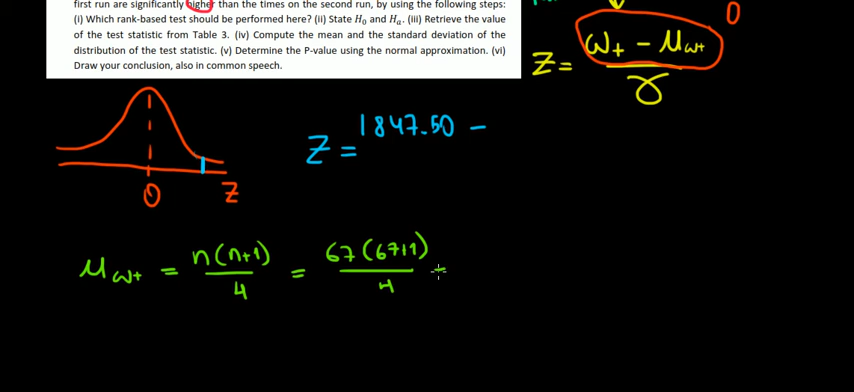 first run are significantly higher than the times on the second run, by using the following steps:
(i) Which rank-based test should be performed here? (ii) State H₀ and Hₐ. (iii) Retrieve the value
of the test statistic from Table 3. (iv) Compute the mean and the standard deviation of the
distribution of the test statistic. (v) Determine the P-value using the normal approximation. (vi)
Draw your conclusion, also in common speech.
0
Z = (W+ - μw+) / σ
Z = 1847.50 -
0 Z
μw+ = n(n+1) / 4 = 67(67+1) / 4 =